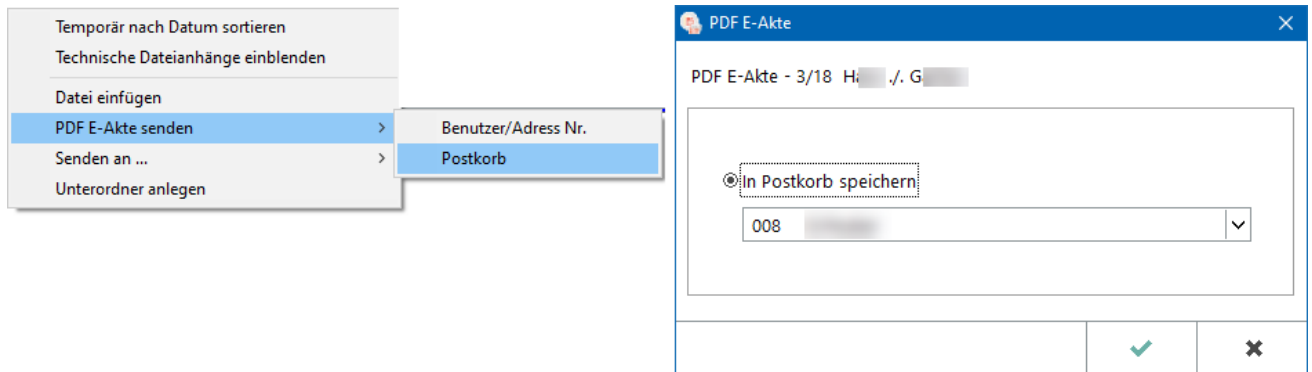 Temporär nach Datum sortieren
Technische Dateianhänge einblenden
Datei einfügen
PDF E-Akte senden
Senden an ...
Unterordner anlegen
Benutzer/Adress Nr.
Postkorb
PDF E-Akte
PDF E-Akte - 3/18 ./.
In Postkorb speichern
008